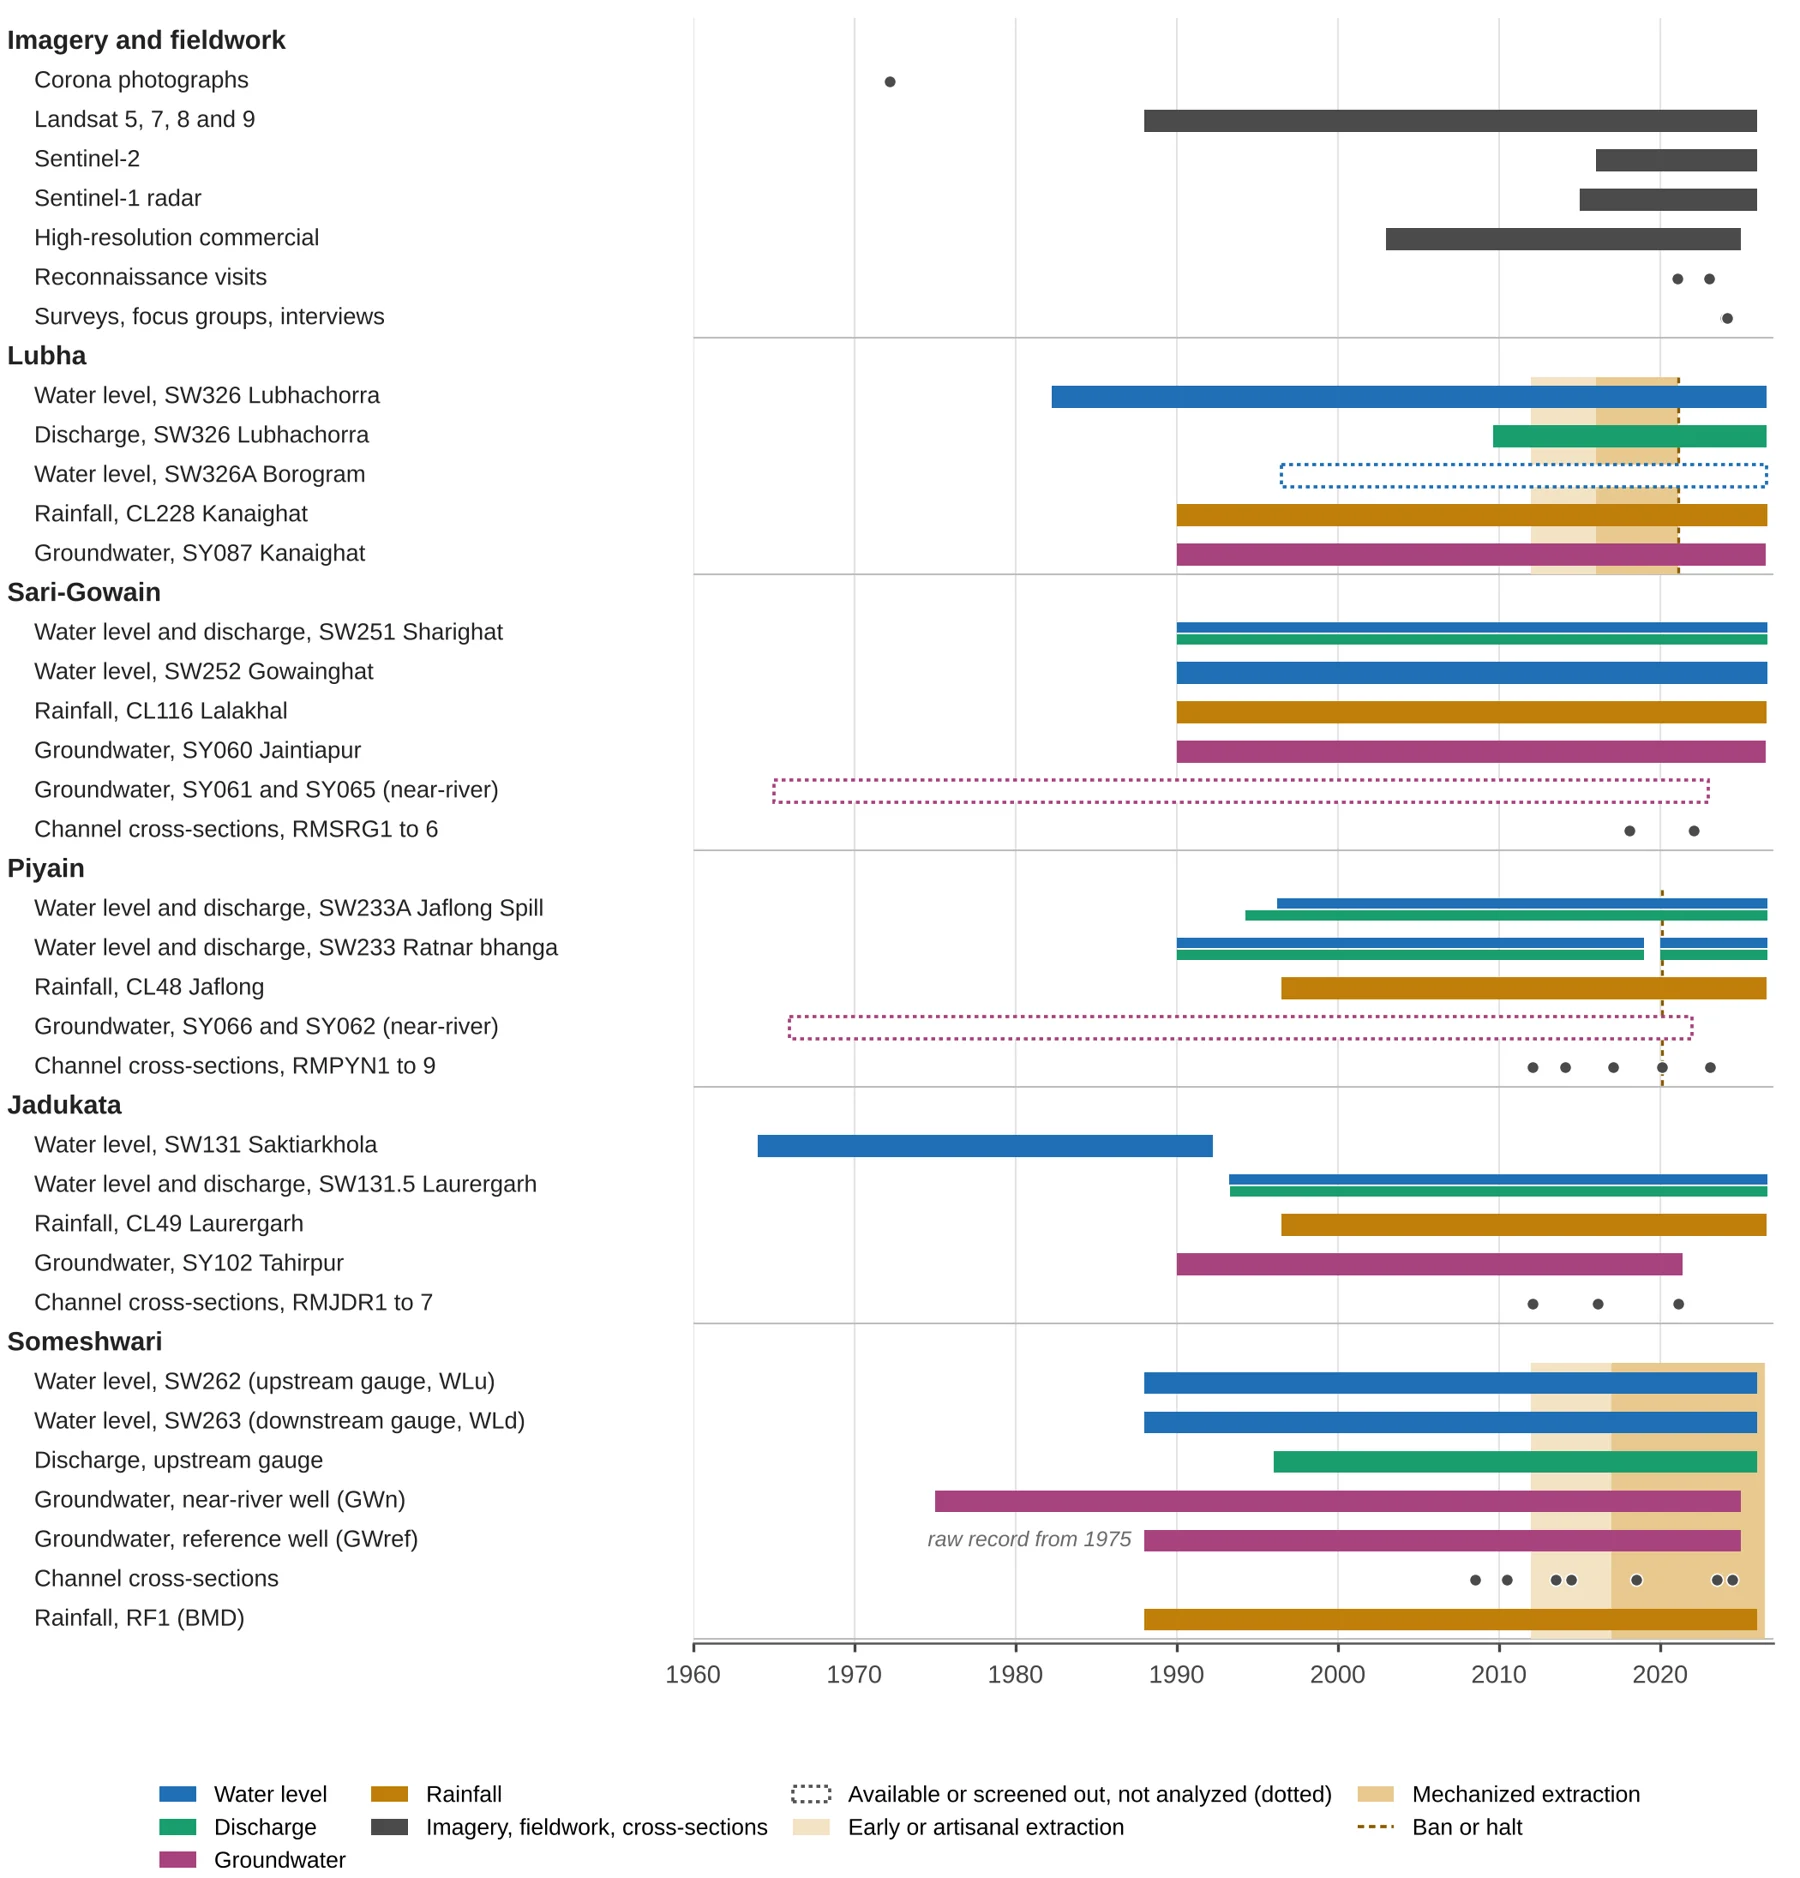 Imagery and fieldwork
Corona photographs
Landsat 5, 7, 8 and 9
Sentinel-2
Sentinel-1 radar
High-resolution commercial
Reconnaissance visits
Surveys, focus groups, interviews
Lubha
Water level, SW326 Lubhachorra
Discharge, SW326 Lubhachorra
Water level, SW326A Borogram
Rainfall, CL228 Kanaighat
Groundwater, SY087 Kanaighat
Sari-Gowain
Water level and discharge, SW251 Sharighat
Water level, SW252 Gowainghat
Rainfall, CL116 Lalakhal
Groundwater, SY060 Jaintiapur
Groundwater, SY061 and SY065 (near-river)
Channel cross-sections, RMSRG1 to 6
Piyain
Water level and discharge, SW233A Jaflong Spill
Water level and discharge, SW233 Ratnar bhanga
Rainfall, CL48 Jaflong
Groundwater, SY066 and SY062 (near-river)
Channel cross-sections, RMPYN1 to 9
Jadukata
Water level, SW131 Saktiarkhola
Water level and discharge, SW131.5 Laurergarh
Rainfall, CL49 Laurergarh
Groundwater, SY102 Tahirpur
Channel cross-sections, RMJDR1 to 7
Someshwari
Water level, SW262 (upstream gauge, WLu)
Water level, SW263 (downstream gauge, WLd)
Discharge, upstream gauge
Groundwater, near-river well (GWn)
Groundwater, reference well (GWref) raw record from 1975
Channel cross-sections
Rainfall, RF1 (BMD)
1960 1970 1980 1990 2000 2010 2020
Water level Rainfall Available or screened out, not analyzed (dotted) Mechanized extraction
Discharge Imagery, fieldwork, cross-sections Early or artisanal extraction Ban or halt
Groundwater